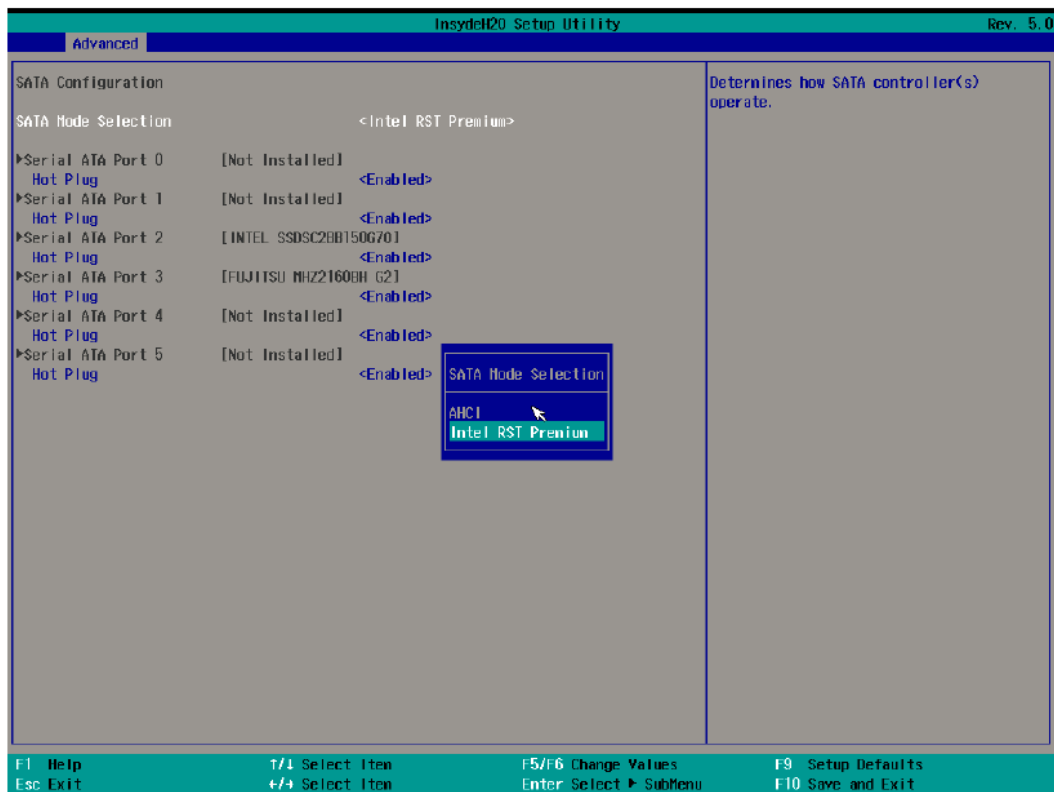 InsydeH2O Setup Utility Rev. 5.0
Advanced
SATA Configuration
SATA Mode Selection <Intel RST Premium>
▶Serial ATA Port 0 [Not Installed]
Hot Plug <Enabled>
▶Serial ATA Port 1 [Not Installed]
Hot Plug <Enabled>
▶Serial ATA Port 2 [INTEL SSDSC2BB150G70]
Hot Plug <Enabled>
▶Serial ATA Port 3 [FUJITSU MHZ2160BH G2]
Hot Plug <Enabled>
▶Serial ATA Port 4 [Not Installed]
Hot Plug <Enabled>
▶Serial ATA Port 5 [Not Installed]
Hot Plug <Enabled>
SATA Mode Selection
AHCI
Intel RST Premium
Determines how SATA controller(s)
operate.
F1 Help ↑/↓ Select Item F5/F6 Change Values F9 Setup Defaults
Esc Exit ←/→ Select Item Enter Select ▶ SubMenu F10 Save and Exit